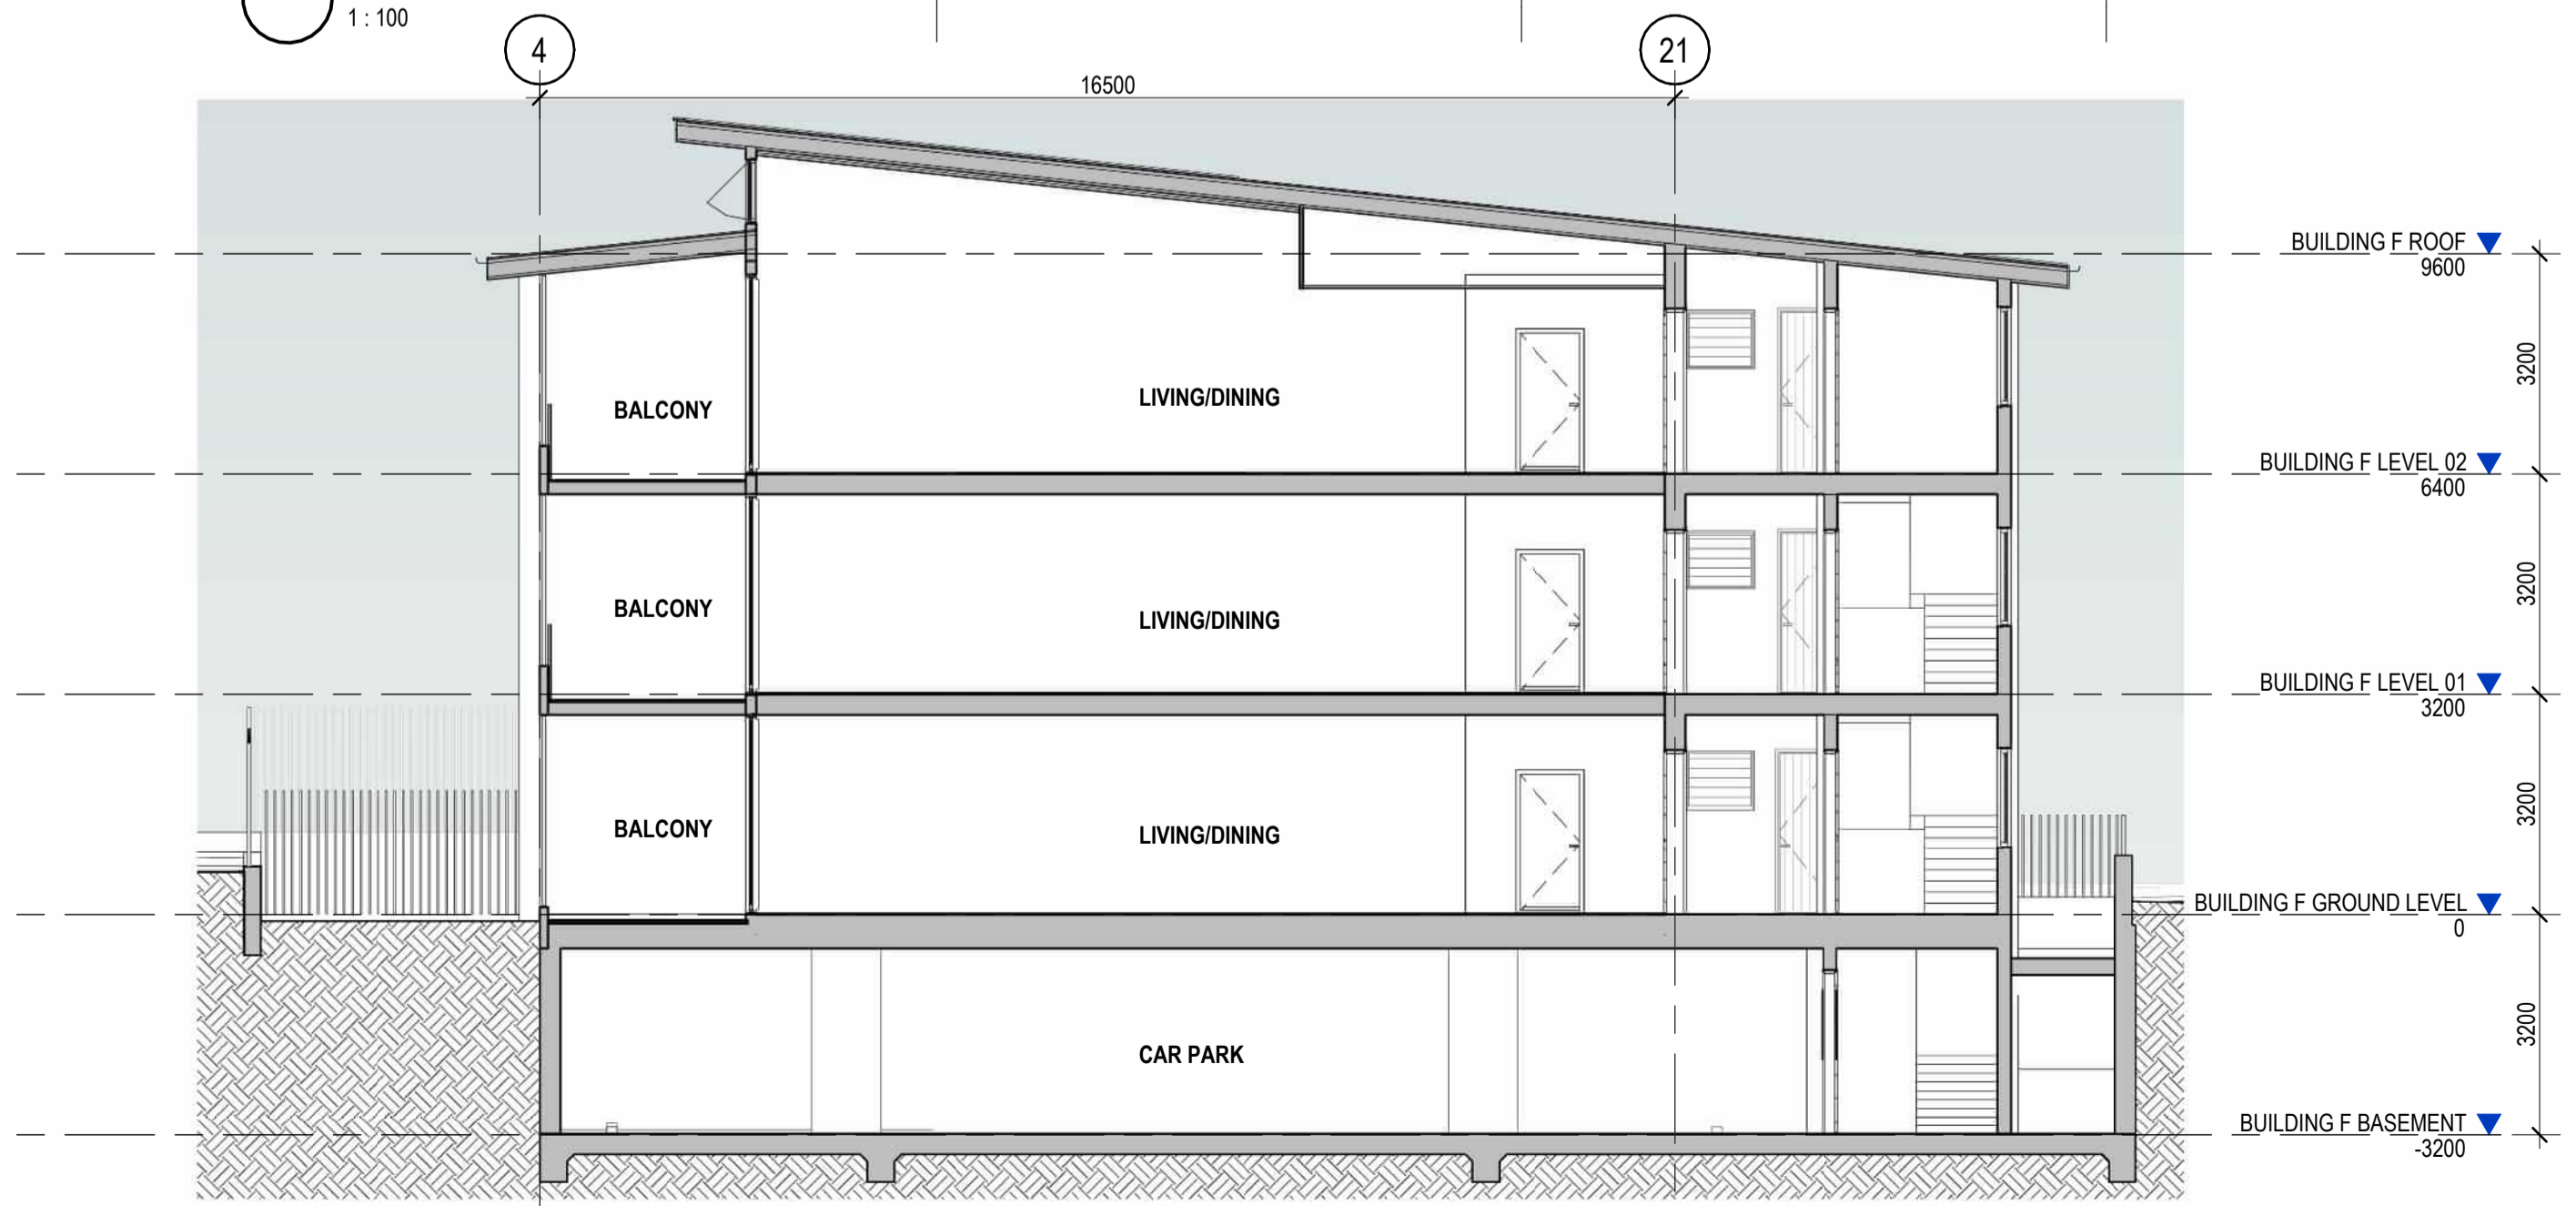 1 : 100
4
21
16500
BUILDING F ROOF
9600
3200
BALCONY
LIVING/DINING
BUILDING F LEVEL 02
6400
3200
BALCONY
LIVING/DINING
BUILDING F LEVEL 01
3200
3200
BALCONY
LIVING/DINING
BUILDING F GROUND LEVEL
0
3200
CAR PARK
BUILDING F BASEMENT
-3200